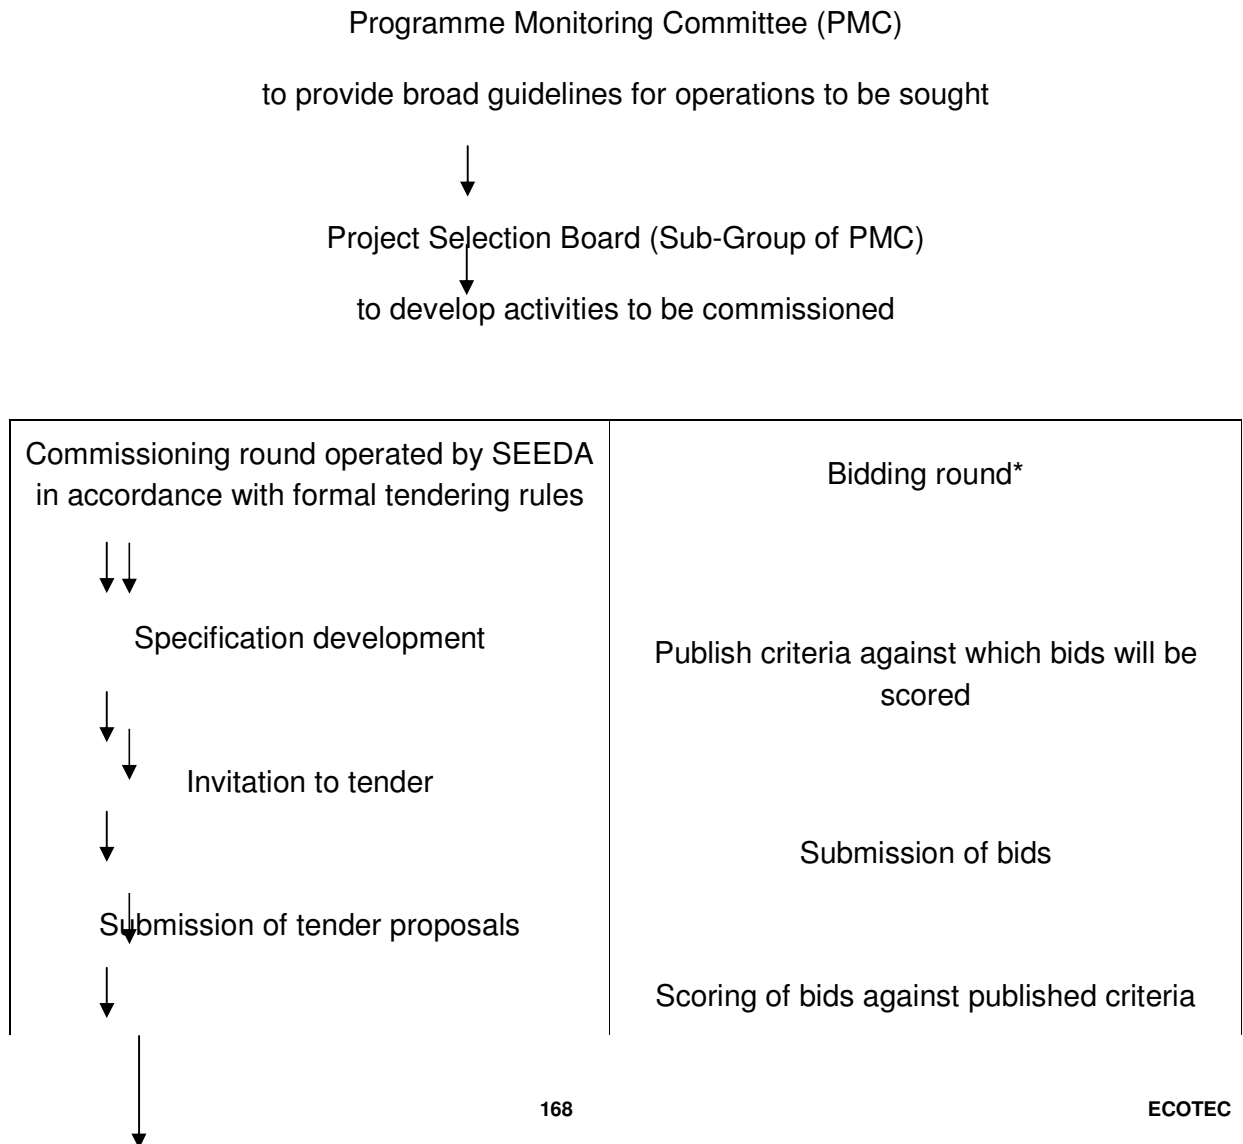 Programme Monitoring Committee (PMC)
to provide broad guidelines for operations to be sought
Project Selection Board (Sub-Group of PMC)
to develop activities to be commissioned
Commissioning round operated by SEEDA
in accordance with formal tendering rules
Specification development
Invitation to tender
Submission of tender proposals
Bidding round*
Publish criteria against which bids will be
scored
Submission of bids
Scoring of bids against published criteria
168
ECOTEC